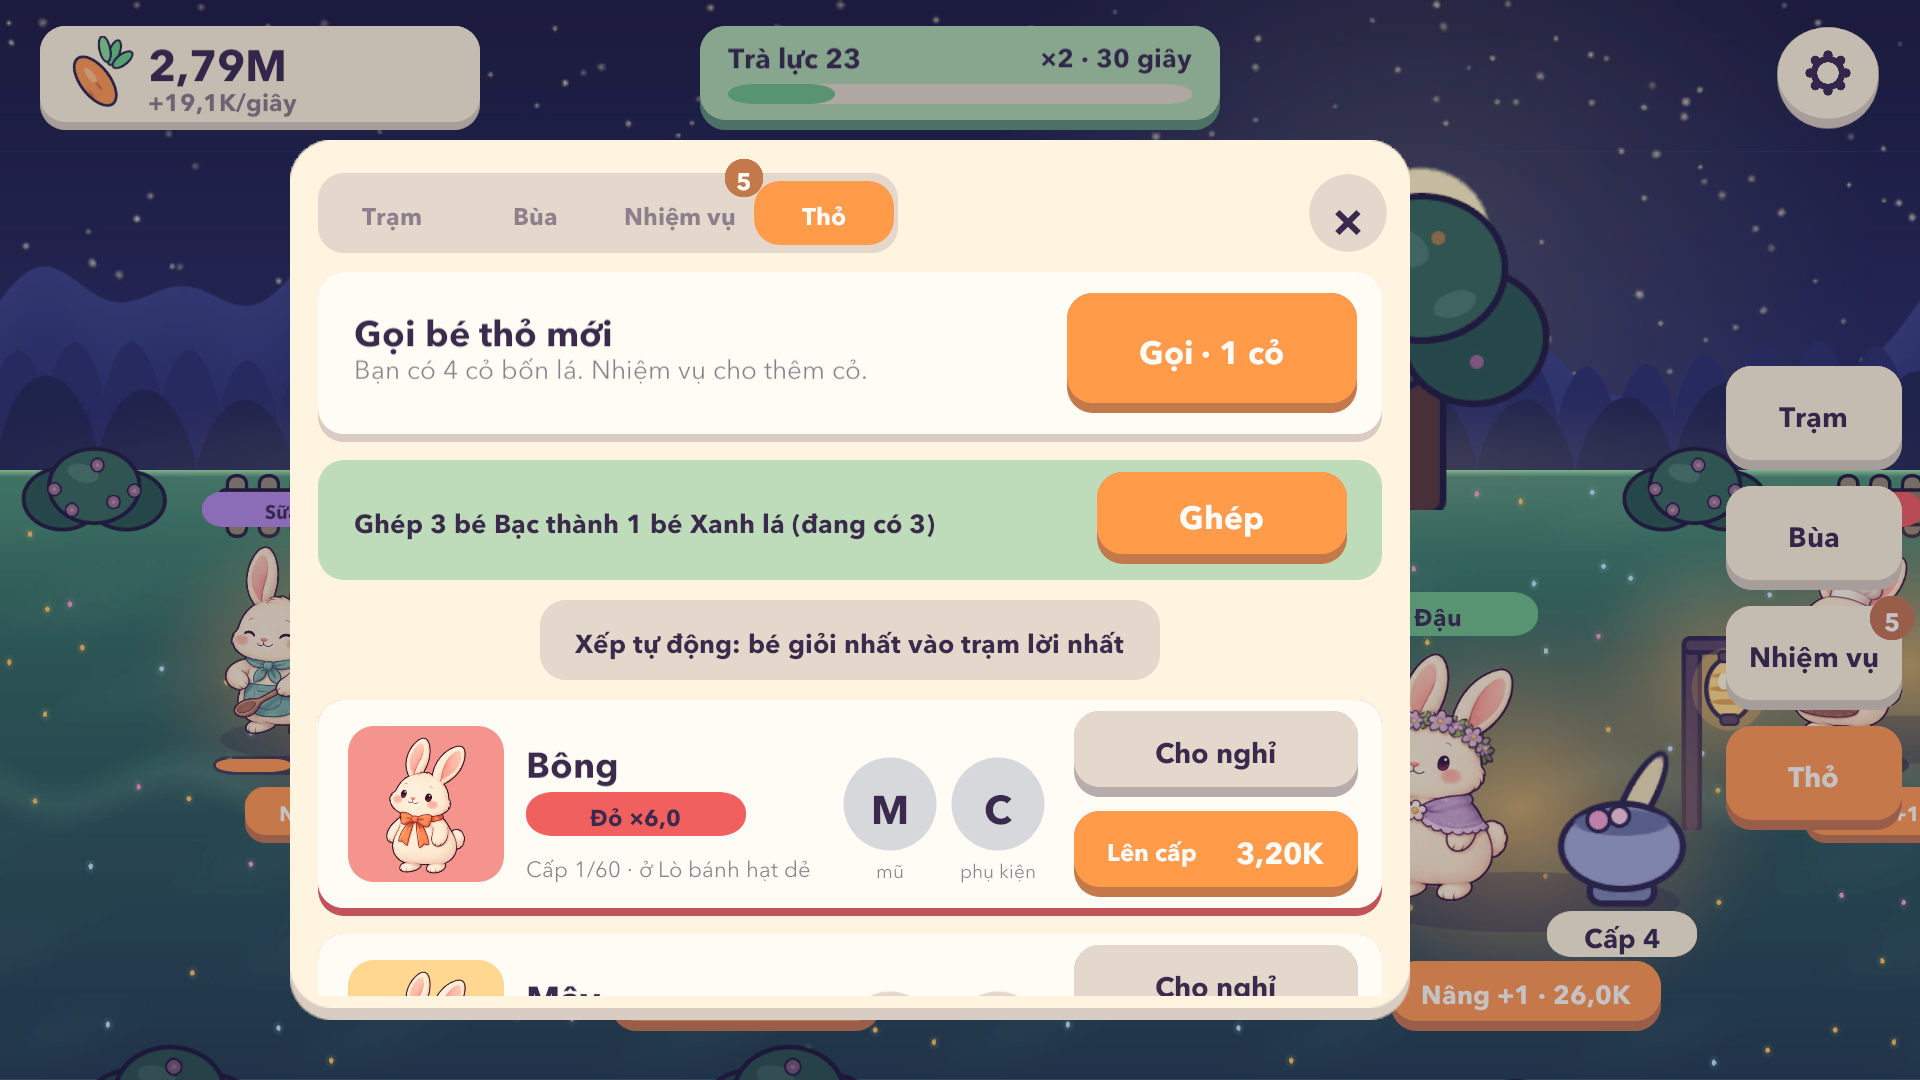 2,79M
+19,1K/giây
Trà lực 23
×2 · 30 giây
Trạm
Bùa
Nhiệm vụ
5
Thỏ
×
Gọi bé thỏ mới
Bạn có 4 cỏ bốn lá. Nhiệm vụ cho thêm cỏ.
Gọi · 1 cỏ
Ghép 3 bé Bạc thành 1 bé Xanh lá (đang có 3)
Ghép
Xếp tự động: bé giỏi nhất vào trạm lời nhất
Bông
Đỏ ×6,0
Cấp 1/60 · ở Lò bánh hạt dẻ
M
mũ
C
phụ kiện
Cho nghỉ
Lên cấp 3,20K
Cho nghỉ
Đậu
Cấp 4
Nâng +1 · 26,0K
Trạm
Bùa
5
Nhiệm vụ
Thỏ